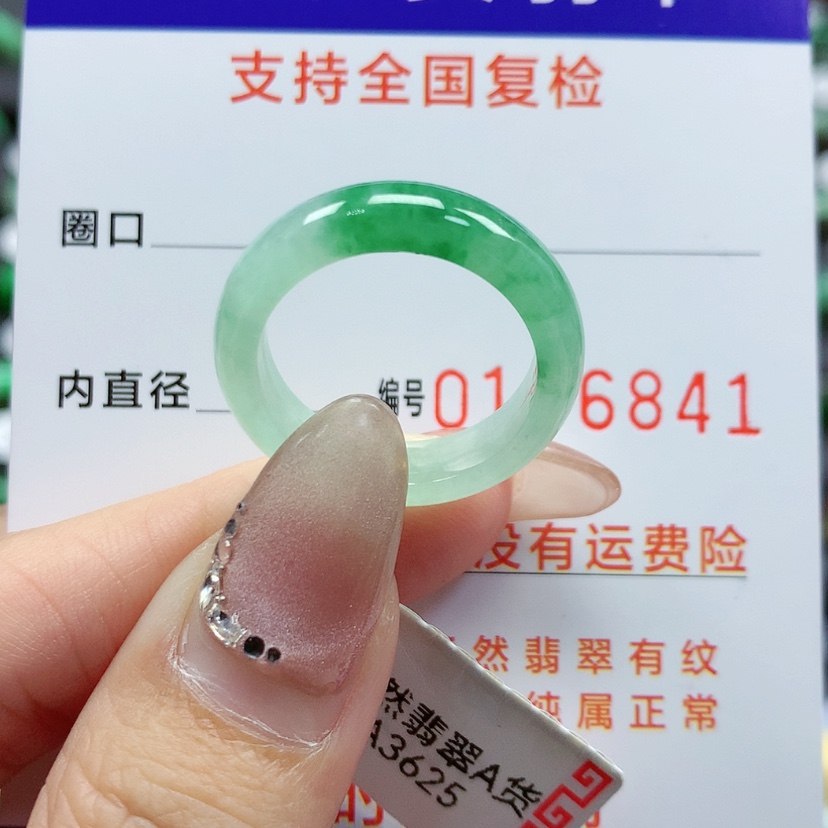 支持全国复检
圈口
内直径
编号 01 6841
没有运费险
然翡翠有纹
纯属正常
然翡翠A货
A3625
的